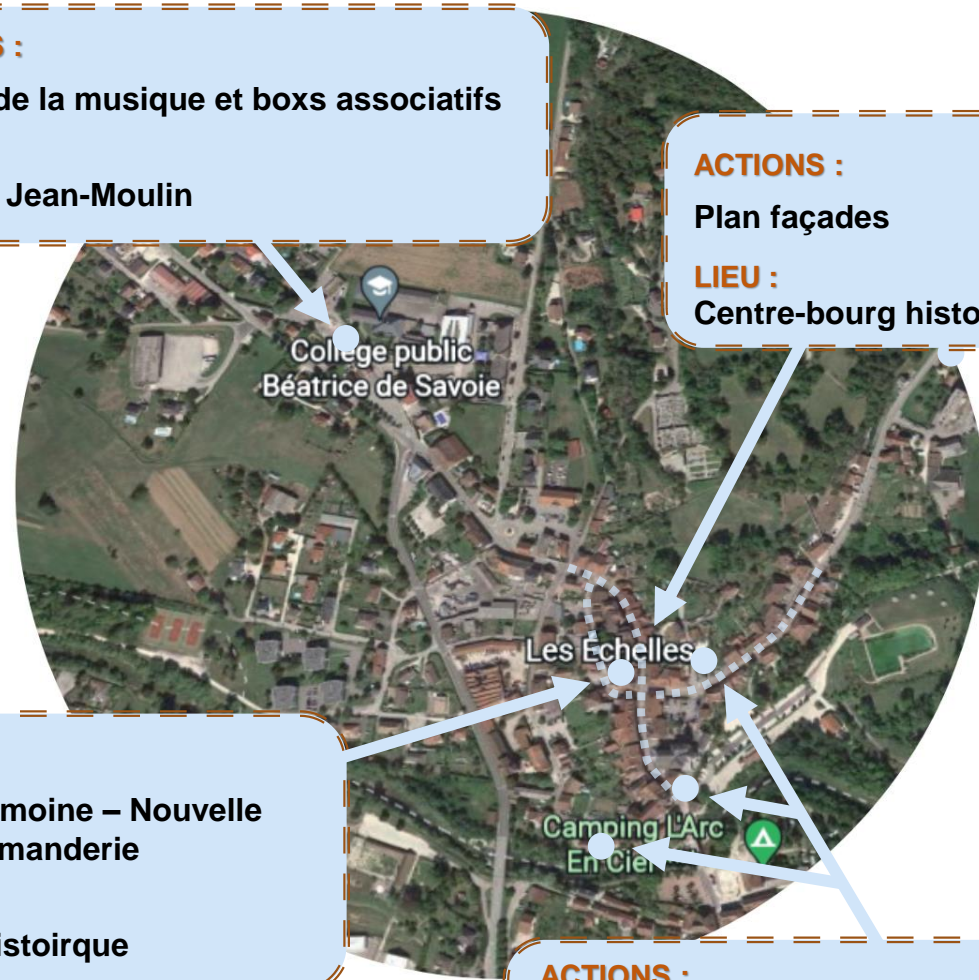 S :
de la musique et boxs associatifs
Jean-Moulin
ACTIONS :
Plan façades
LIEU :
Centre-bourg histo
Collège public
Béatrice de Savoie
Les Echelles
moine – Nouvelle
manderie
istoirque
Camping L'Arc
En Ciel
ACTIONS :